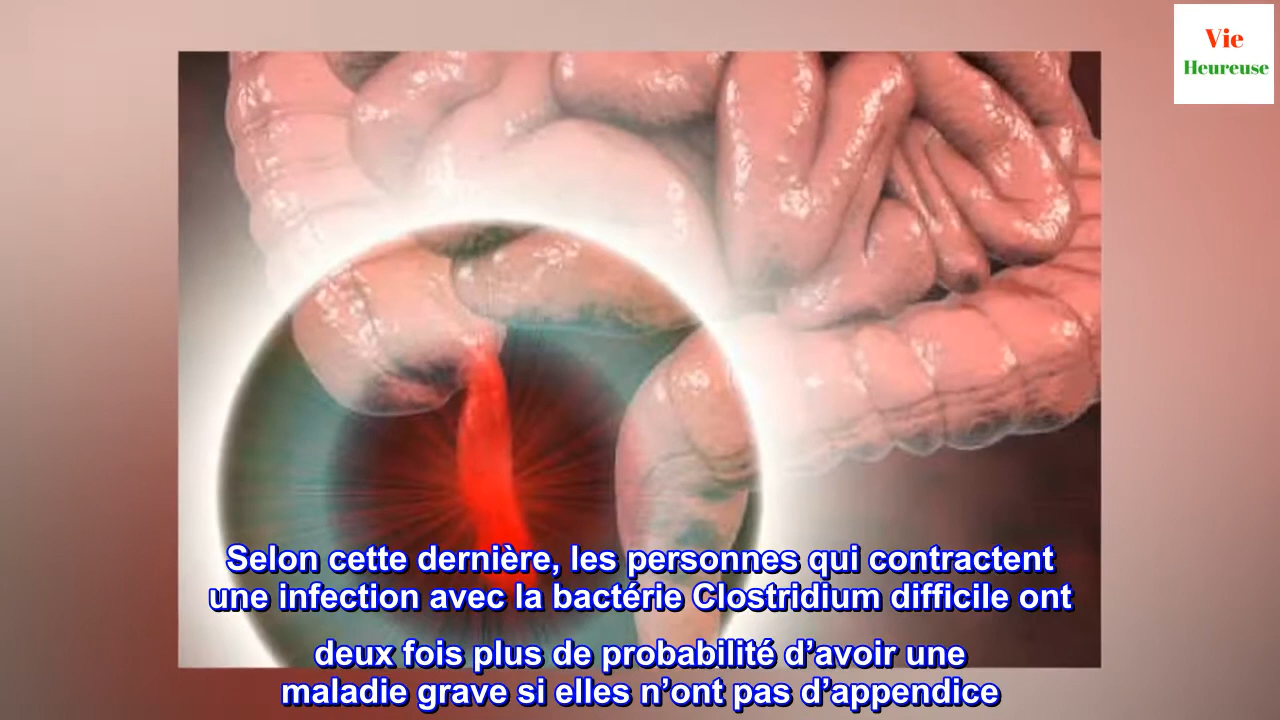 Vie
Heureuse
Selon cette dernière, les personnes qui contractent
une infection avec la bactérie Clostridium difficile ont
deux fois plus de probabilité d’avoir une
maladie grave si elles n’ont pas d’appendice